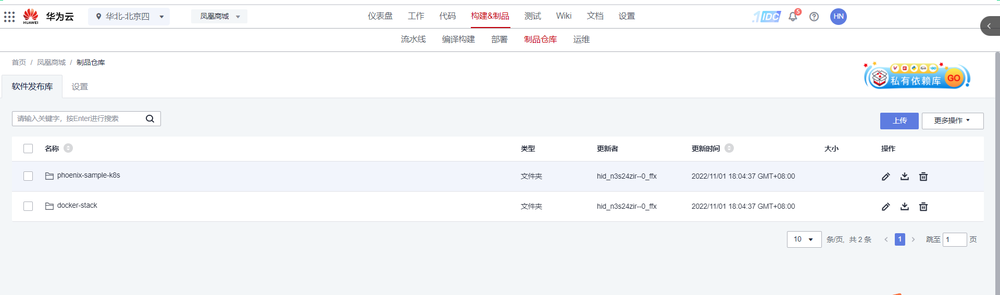 HUAWEI
华为云
华北-北京四
凤凰商城
仪表盘 工作 代码 构建&制品 测试 Wiki 文档 设置
1IDC
5
HN
流水线 编译构建 部署 制品仓库 运维
首页 / 凤凰商城 / 制品仓库
私有依赖库 GO
软件发布库 设置
请输入关键字，按Enter进行搜索
上传 更多操作
名称 类型 更新者 更新时间 大小 操作
phoenix-sample-k8s 文件夹 hid_n3s24zir--0_ffx 2022/11/01 18:04:37 GMT+08:00
docker-stack 文件夹 hid_n3s24zir--0_ffx 2022/11/01 18:04:37 GMT+08:00
10 条/页, 共 2 条 1 跳至 1 页